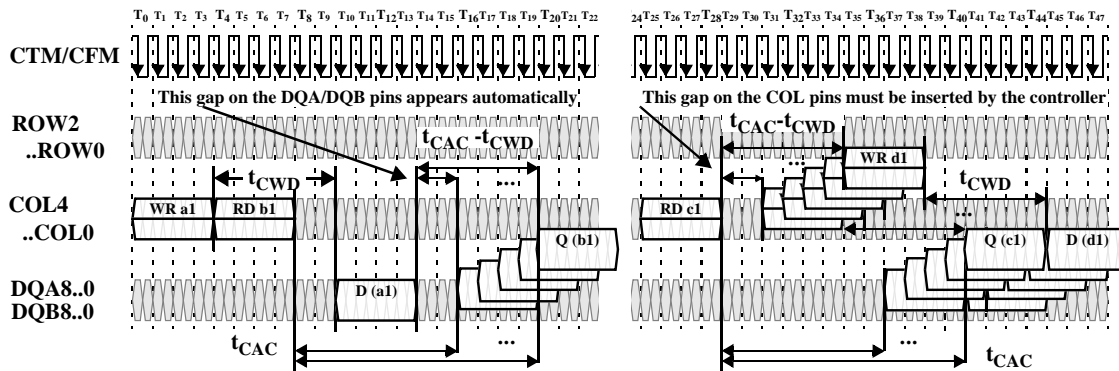 T0 T1 T2 T3 T4 T5 T6 T7 T8 T9 T10 T11 T12 T13 T14 T15 T16 T17 T18 T19 T20 T21 T22 24 T25 T26 T27 T28 T29 T30 T31 T32 T33 T34 T35 T36 T37 T38 T39 T40 T41 T42 T43 T44 T45 T46 T47
CTM/CFM
This gap on the DQA/DQB pins appears automatically
This gap on the COL pins must be inserted by the controller
ROW2
..ROW0
tCAC -tCWD
tCAC-tCWD
...
WR d1
tCWD
...
tCWD
COL4
..COL0
WR a1
RD b1
RD c1
...
Q (b1)
Q (c1)
D (d1)
DQA8..0
DQB8..0
D (a1)
tCAC
...
...
tCAC